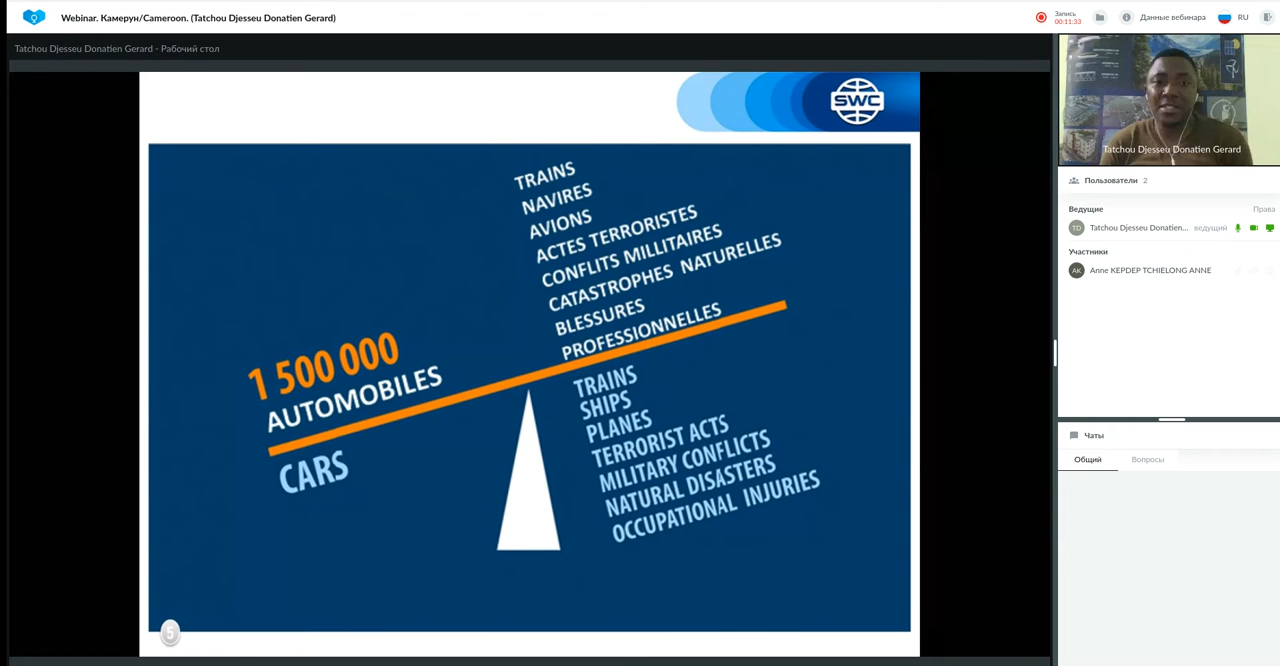 Webinar. Камерун/Cameroon. (Tatchou Djesseu Donatien Gerard)
Запись
00:11:33
Данные вебинара
RU
Tatchou Djesseu Donatien Gerard - Рабочий стол
SWC
TRAINS
NAVIRES
AVIONS
ACTES TERRORISTES
CONFLITS MILLITAIRES
CATASTROPHES NATURELLES
BLESSURES
PROFESSIONNELLES
1 500 000
AUTOMOBILES
CARS
TRAINS
SHIPS
PLANES
TERRORIST ACTS
MILITARY CONFLICTS
NATURAL DISASTERS
OCCUPATIONAL INJURIES
5
Tatchou Djesseu Donatien Gerard
Пользователи 2
Ведущие Права
TD Tatchou Djesseu Donatien... ведущий
Участники
AK Anne KEPDEP TCHIELONG ANNE
Чаты
Общий Вопросы